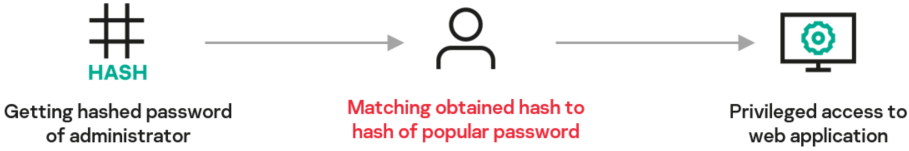 HASH
Getting hashed password
of administrator
Matching obtained hash to
hash of popular password
Privileged access to
web application